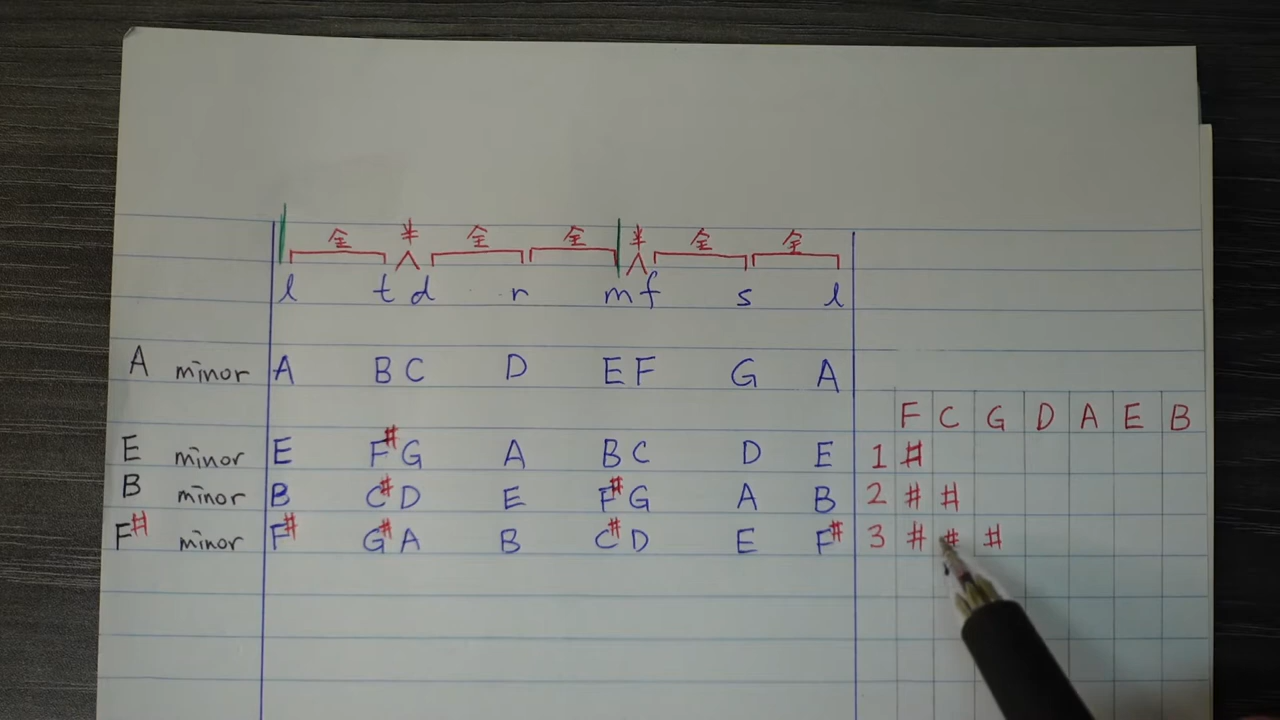 全 半 全 全 半 全 全
l t d r m f s l
A minor A B C D E F G A
F C G D A E B
E minor E F# G A B C D E 1 #
B minor B C# D E F# G A B 2 # #
F# minor F# G# A B C# D E F# 3 # # #